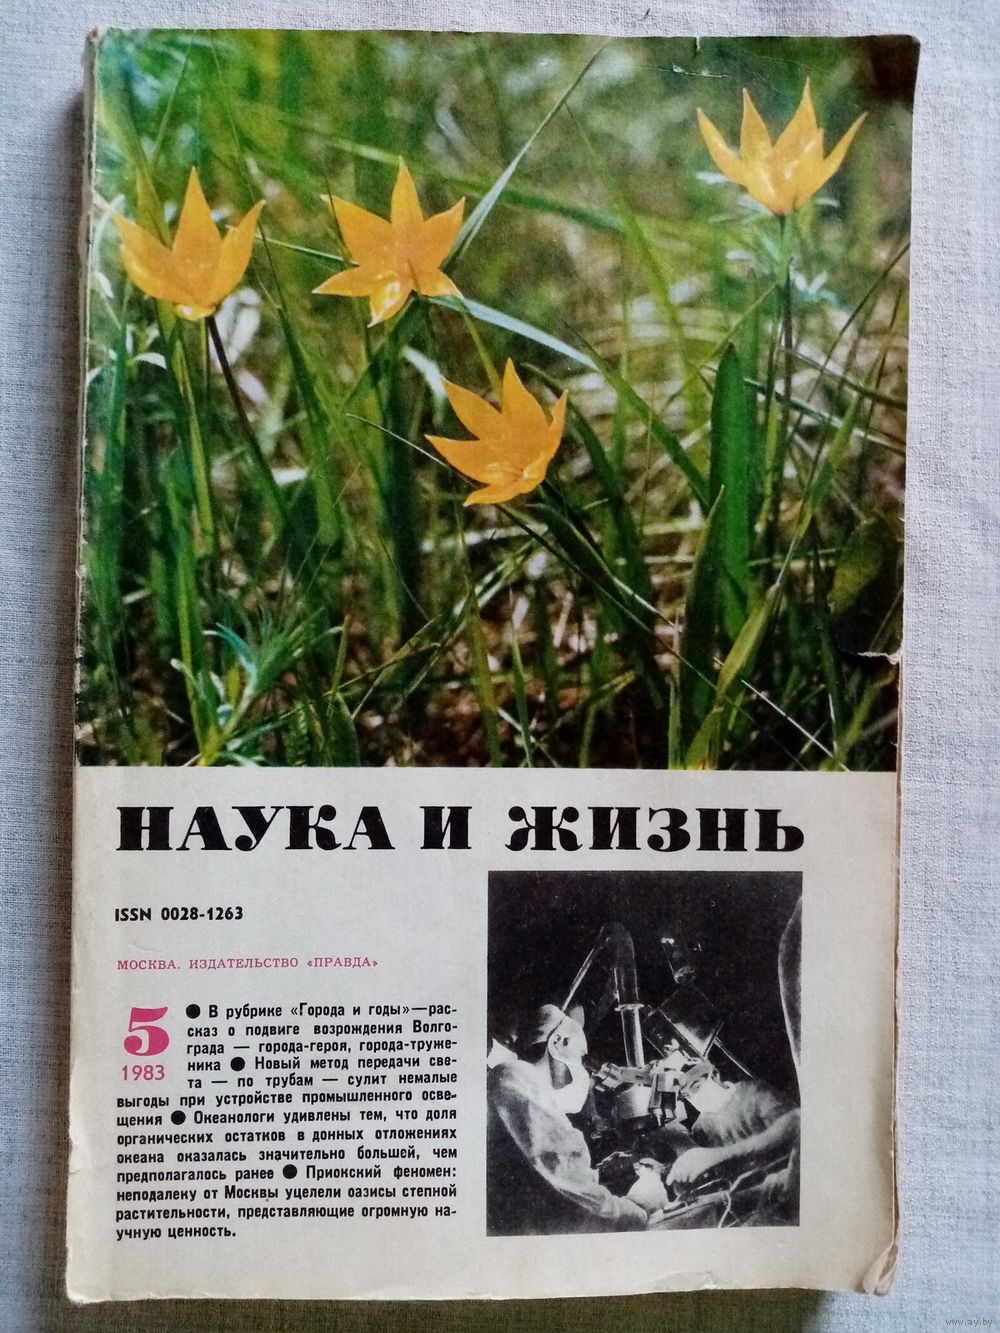 НАУКА И ЖИЗНЬ
ISSN 0028-1263
МОСКВА. ИЗДАТЕЛЬСТВО «ПРАВДА»
5
1983
● В рубрике «Города и годы» — рас-
сказ о подвиге возрождения Волго-
града — города-героя, города-труже-
ника ● Новый метод передачи све-
та — по трубам — сулит немалые
выгоды при устройстве промышленного осве-
щения ● Океанологи удивлены тем, что доля
органических остатков в донных отложениях
океана оказалась значительно большей, чем
предполагалось ранее ● Приокский феномен:
неподалеку от Москвы уцелели оазисы степной
растительности, представляющие огромную на-
учную ценность.
www.ay.by